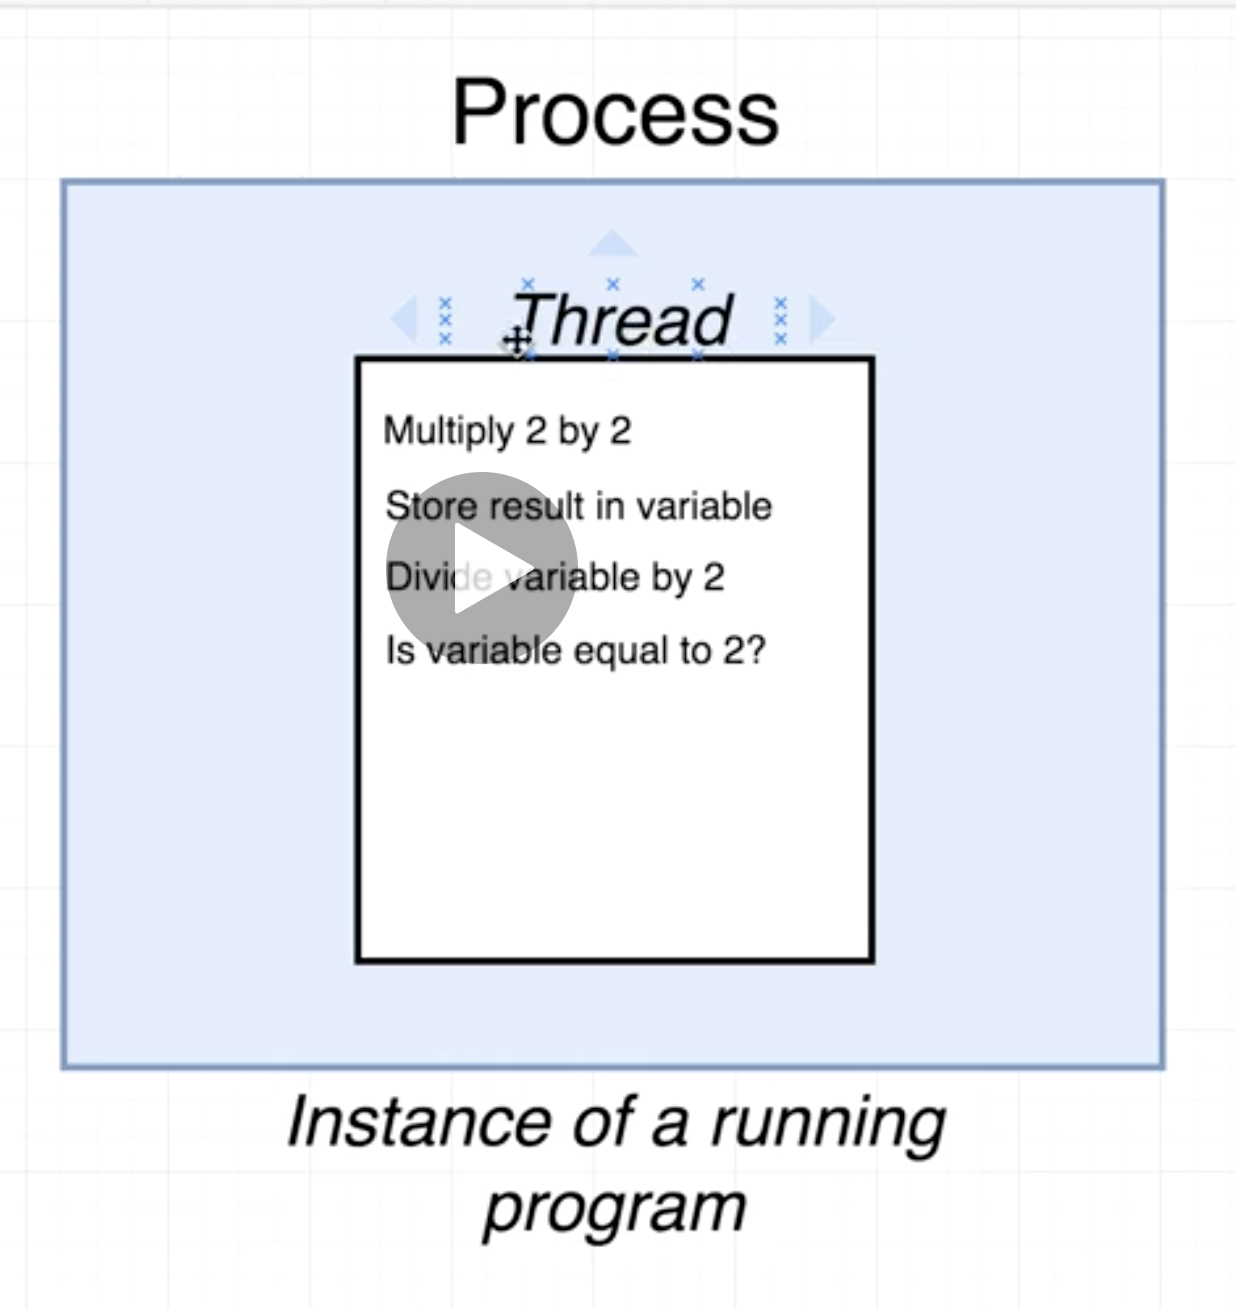 Process
Thread
Multiply 2 by 2
Store result in variable
Divide variable by 2
Is variable equal to 2?
Instance of a running
program